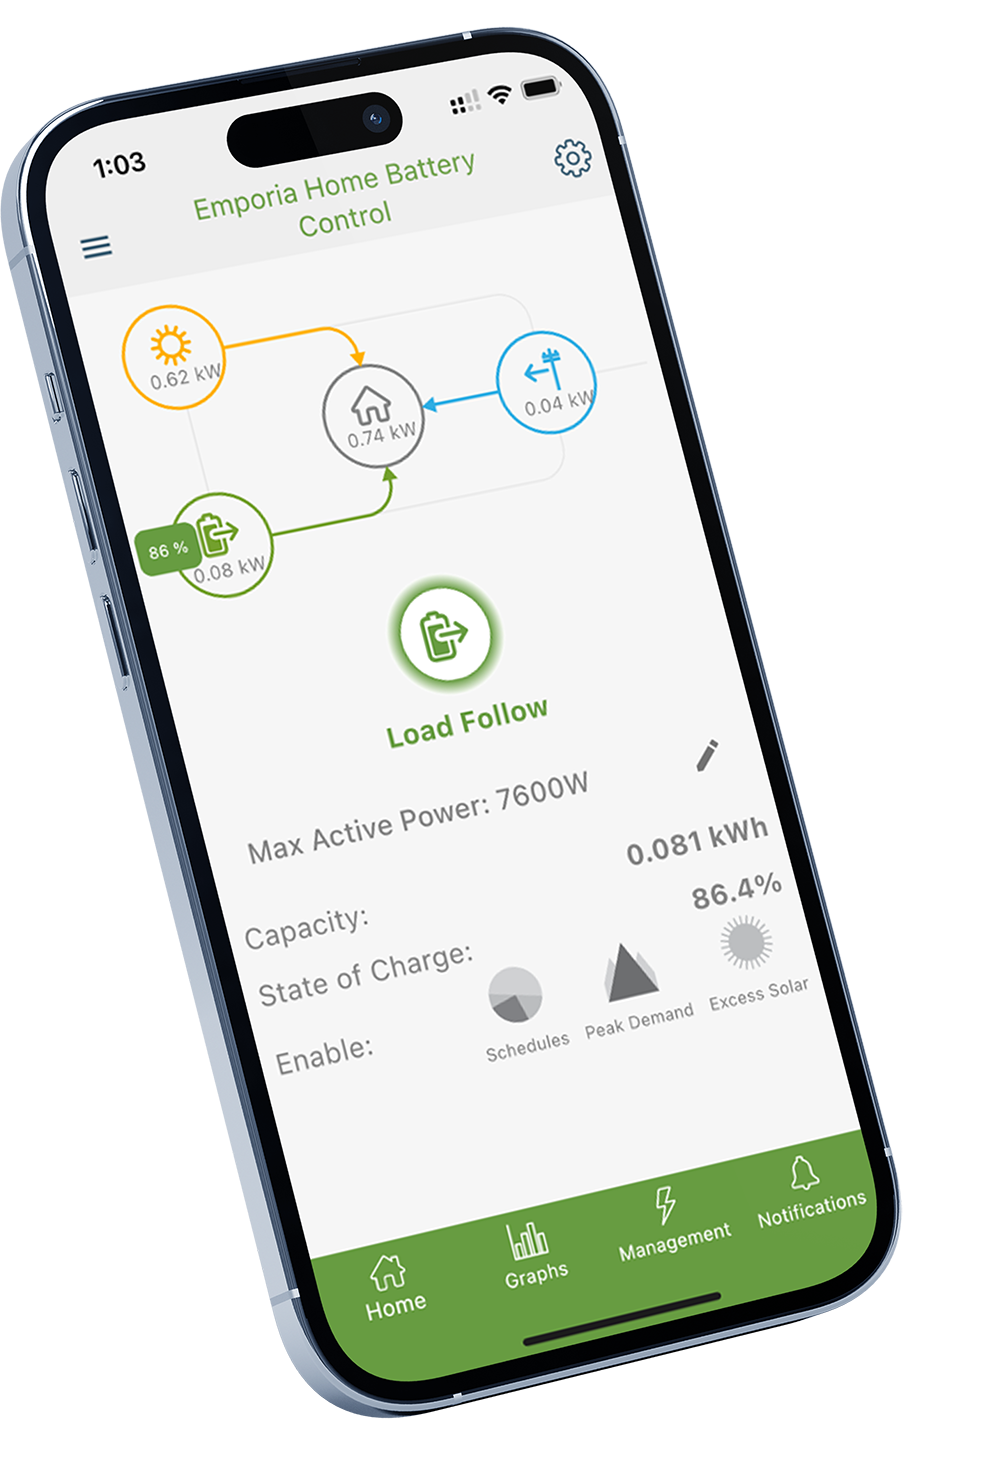 1:03
Emporia Home Battery
Control
0.62 kW
0.74 kW
0.04 kW
86 %
0.08 kW
Load Follow
Max Active Power: 7600W
Capacity:
0.081 kWh
State of Charge:
86.4%
Enable:
Schedules
Peak Demand
Excess Solar
Home
Graphs
Management
Notifications